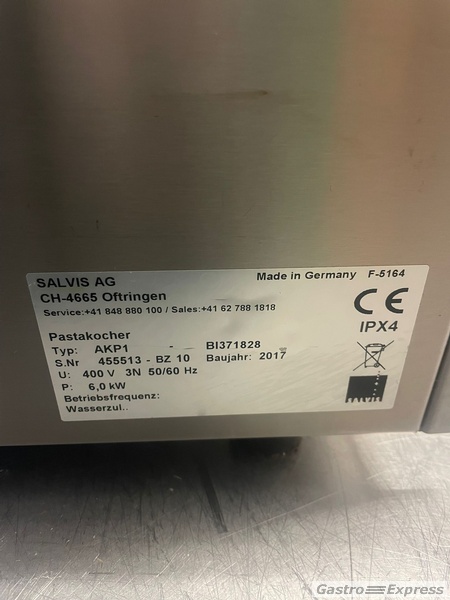 SALVIS AG Made in Germany F-5164
CH-4665 Oftringen
Service:+41 848 880 100 / Sales:+41 62 788 1818
CE
IPX4
Pastakocher
Typ: AKP1 - BI371828
S.Nr 455513 - BZ 10 Baujahr: 2017
U: 400 V 3N 50/60 Hz
P: 6,0 kW
Betriebsfrequenz:
Wasserzul..
SALVIS
Gastro Express